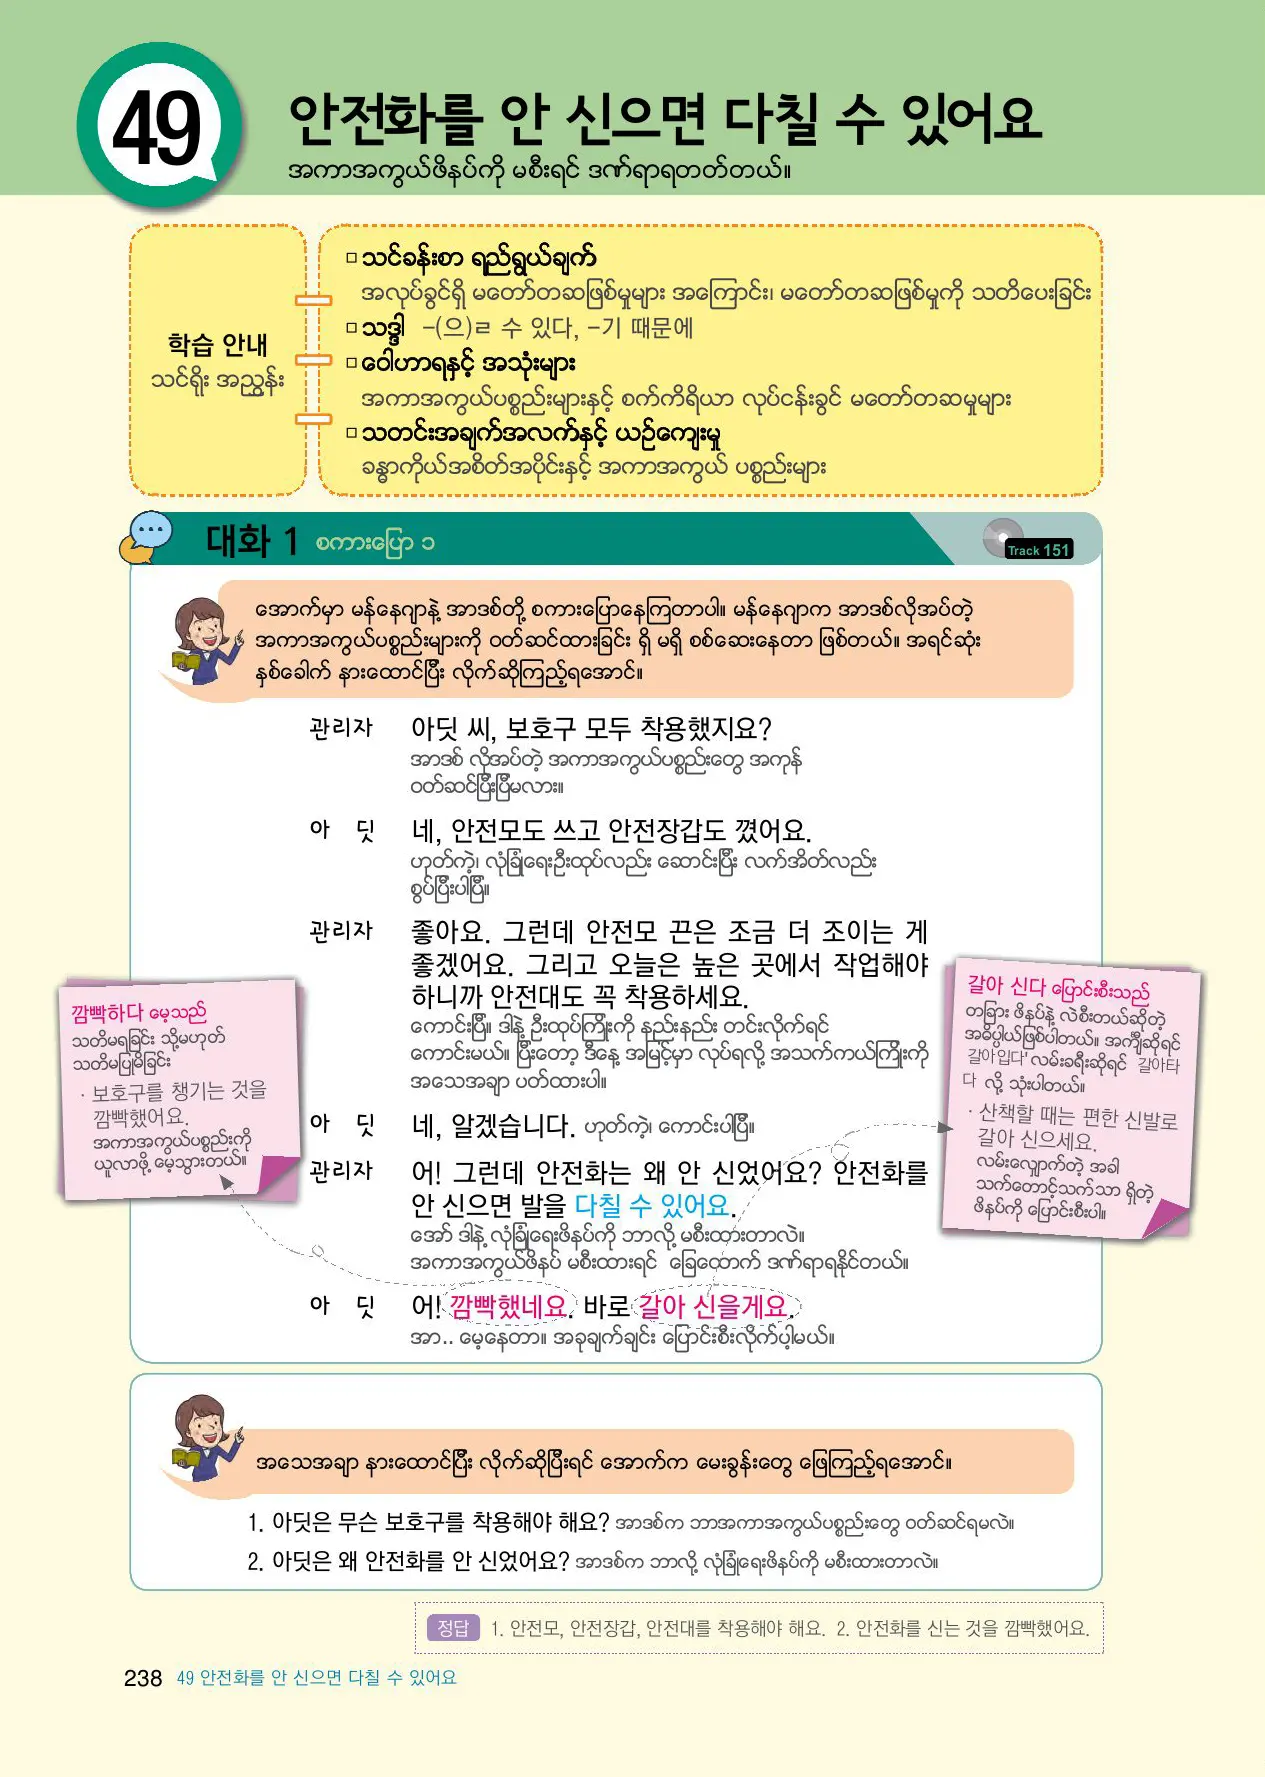 49
안전화를 안 신으면 다칠 수 있어요
အကာအကွယ်ဖိနပ်ကို မစီးရင် ဒဏ်ရာရတတ်တယ်။
학습 안내
သင်ရိုး အညွှန်း
□ သင်ခန်းစာ ရည်ရွယ်ချက်
အလုပ်ခွင်ရှိ မတော်တဆဖြစ်မှုများ အကြောင်း၊ မတော်တဆဖြစ်မှုကို သတိပေးခြင်း
□ သဒ္ဒါ -(으)ㄹ 수 있다, -기 때문에
□ ဝေါဟာရနှင့် အသုံးများ
အကာအကွယ်ပစ္စည်းများနှင့် စက်ကိရိယာ လုပ်ငန်းခွင် မတော်တဆမှုများ
□ သတင်းအချက်အလက်နှင့် ယဉ်ကျေးမှု
ခန္ဓာကိုယ်အစိတ်အပိုင်းနှင့် အကာအကွယ် ပစ္စည်းများ
대화 1 စကားပြော ၁
Track 151
အောက်မှာ မန်နေဂျာနဲ့ အာဒစ်တို့ စကားပြောနေကြတာပါ။ မန်နေဂျာက အာဒစ်လိုအပ်တဲ့
အကာအကွယ်ပစ္စည်းများကို ဝတ်ဆင်ထားခြင်း ရှိ မရှိ စစ်ဆေးနေတာ ဖြစ်တယ်။ အရင်ဆုံး
နှစ်ခေါက် နားထောင်ပြီး လိုက်ဆိုကြည့်ရအောင်။
관리자 아딧 씨, 보호구 모두 착용했지요?
အာဒစ် လိုအပ်တဲ့ အကာအကွယ်ပစ္စည်းတွေ အကုန်
ဝတ်ဆင်ပြီးပြီမလား။
아 딧 네, 안전모도 쓰고 안전장갑도 꼈어요.
ဟုတ်ကဲ့၊ လုံခြုံရေးဦးထုပ်လည်း ဆောင်းပြီး လက်အိတ်လည်း
စွပ်ပြီးပါပြီ။
관리자 좋아요. 그런데 안전모 끈은 조금 더 조이는 게
좋겠어요. 그리고 오늘은 높은 곳에서 작업해야
하니까 안전대도 꼭 착용하세요.
ကောင်းပြီ။ ဒါနဲ့ ဦးထုပ်ကြိုးကို နည်းနည်း တင်းလိုက်ရင်
ကောင်းမယ်။ ပြီးတော့ ဒီနေ့ အမြင့်မှာ လုပ်ရလို့ အသက်ကယ်ကြိုးကို
အသေအချာ ပတ်ထားပါ။
아 딧 네, 알겠습니다. ဟုတ်ကဲ့၊ ကောင်းပါပြီ။
관리자 어! 그런데 안전화는 왜 안 신었어요? 안전화를
안 신으면 발을 다칠 수 있어요.
အော် ဒါနဲ့ လုံခြုံရေးဖိနပ်ကို ဘာလို့ မစီးထားတာလဲ။
အကာအကွယ်ဖိနပ် မစီးထားရင် ခြေထောက် ဒဏ်ရာရနိုင်တယ်။
아 딧 어! 깜빡했네요. 바로 갈아 신을게요.
အာ.. မေ့နေတာ။ အခုချက်ချင်း ပြောင်းစီးလိုက်ပါ့မယ်။
깜빡하다 မေ့သည်
သတိမရခြင်း သို့မဟုတ်
သတိမပြုမိခြင်း
· 보호구를 챙기는 것을
깜빡했어요.
အကာအကွယ်ပစ္စည်းကို
ယူလာဖို့ မေ့သွားတယ်။
갈아 신다 ပြောင်းစီးသည်
တခြား ဖိနပ်နဲ့ လဲစီးတယ်ဆိုတဲ့
အဓိပ္ပါယ်ဖြစ်ပါတယ်။ အင်္ကျီဆိုရင်
갈아입다' လမ်းခရီးဆိုရင် 갈아타
다 လို့ သုံးပါတယ်။
· 산책할 때는 편한 신발로
갈아 신으세요.
လမ်းလျှောက်တဲ့ အခါ
သက်တောင့်သက်သာ ရှိတဲ့
ဖိနပ်ကို ပြောင်းစီးပါ။
အသေအချာ နားထောင်ပြီး လိုက်ဆိုပြီးရင် အောက်က မေးခွန်းတွေ ဖြေကြည့်ရအောင်။
1. 아딧은 무슨 보호구를 착용해야 해요? အာဒစ်က ဘာအကာအကွယ်ပစ္စည်းတွေ ဝတ်ဆင်ရမလဲ။
2. 아딧은 왜 안전화를 안 신었어요? အာဒစ်က ဘာလို့ လုံခြုံရေးဖိနပ်ကို မစီးထားတာလဲ။
정답 1. 안전모, 안전장갑, 안전대를 착용해야 해요. 2. 안전화를 신는 것을 깜빡했어요.
238 49 안전화를 안 신으면 다칠 수 있어요